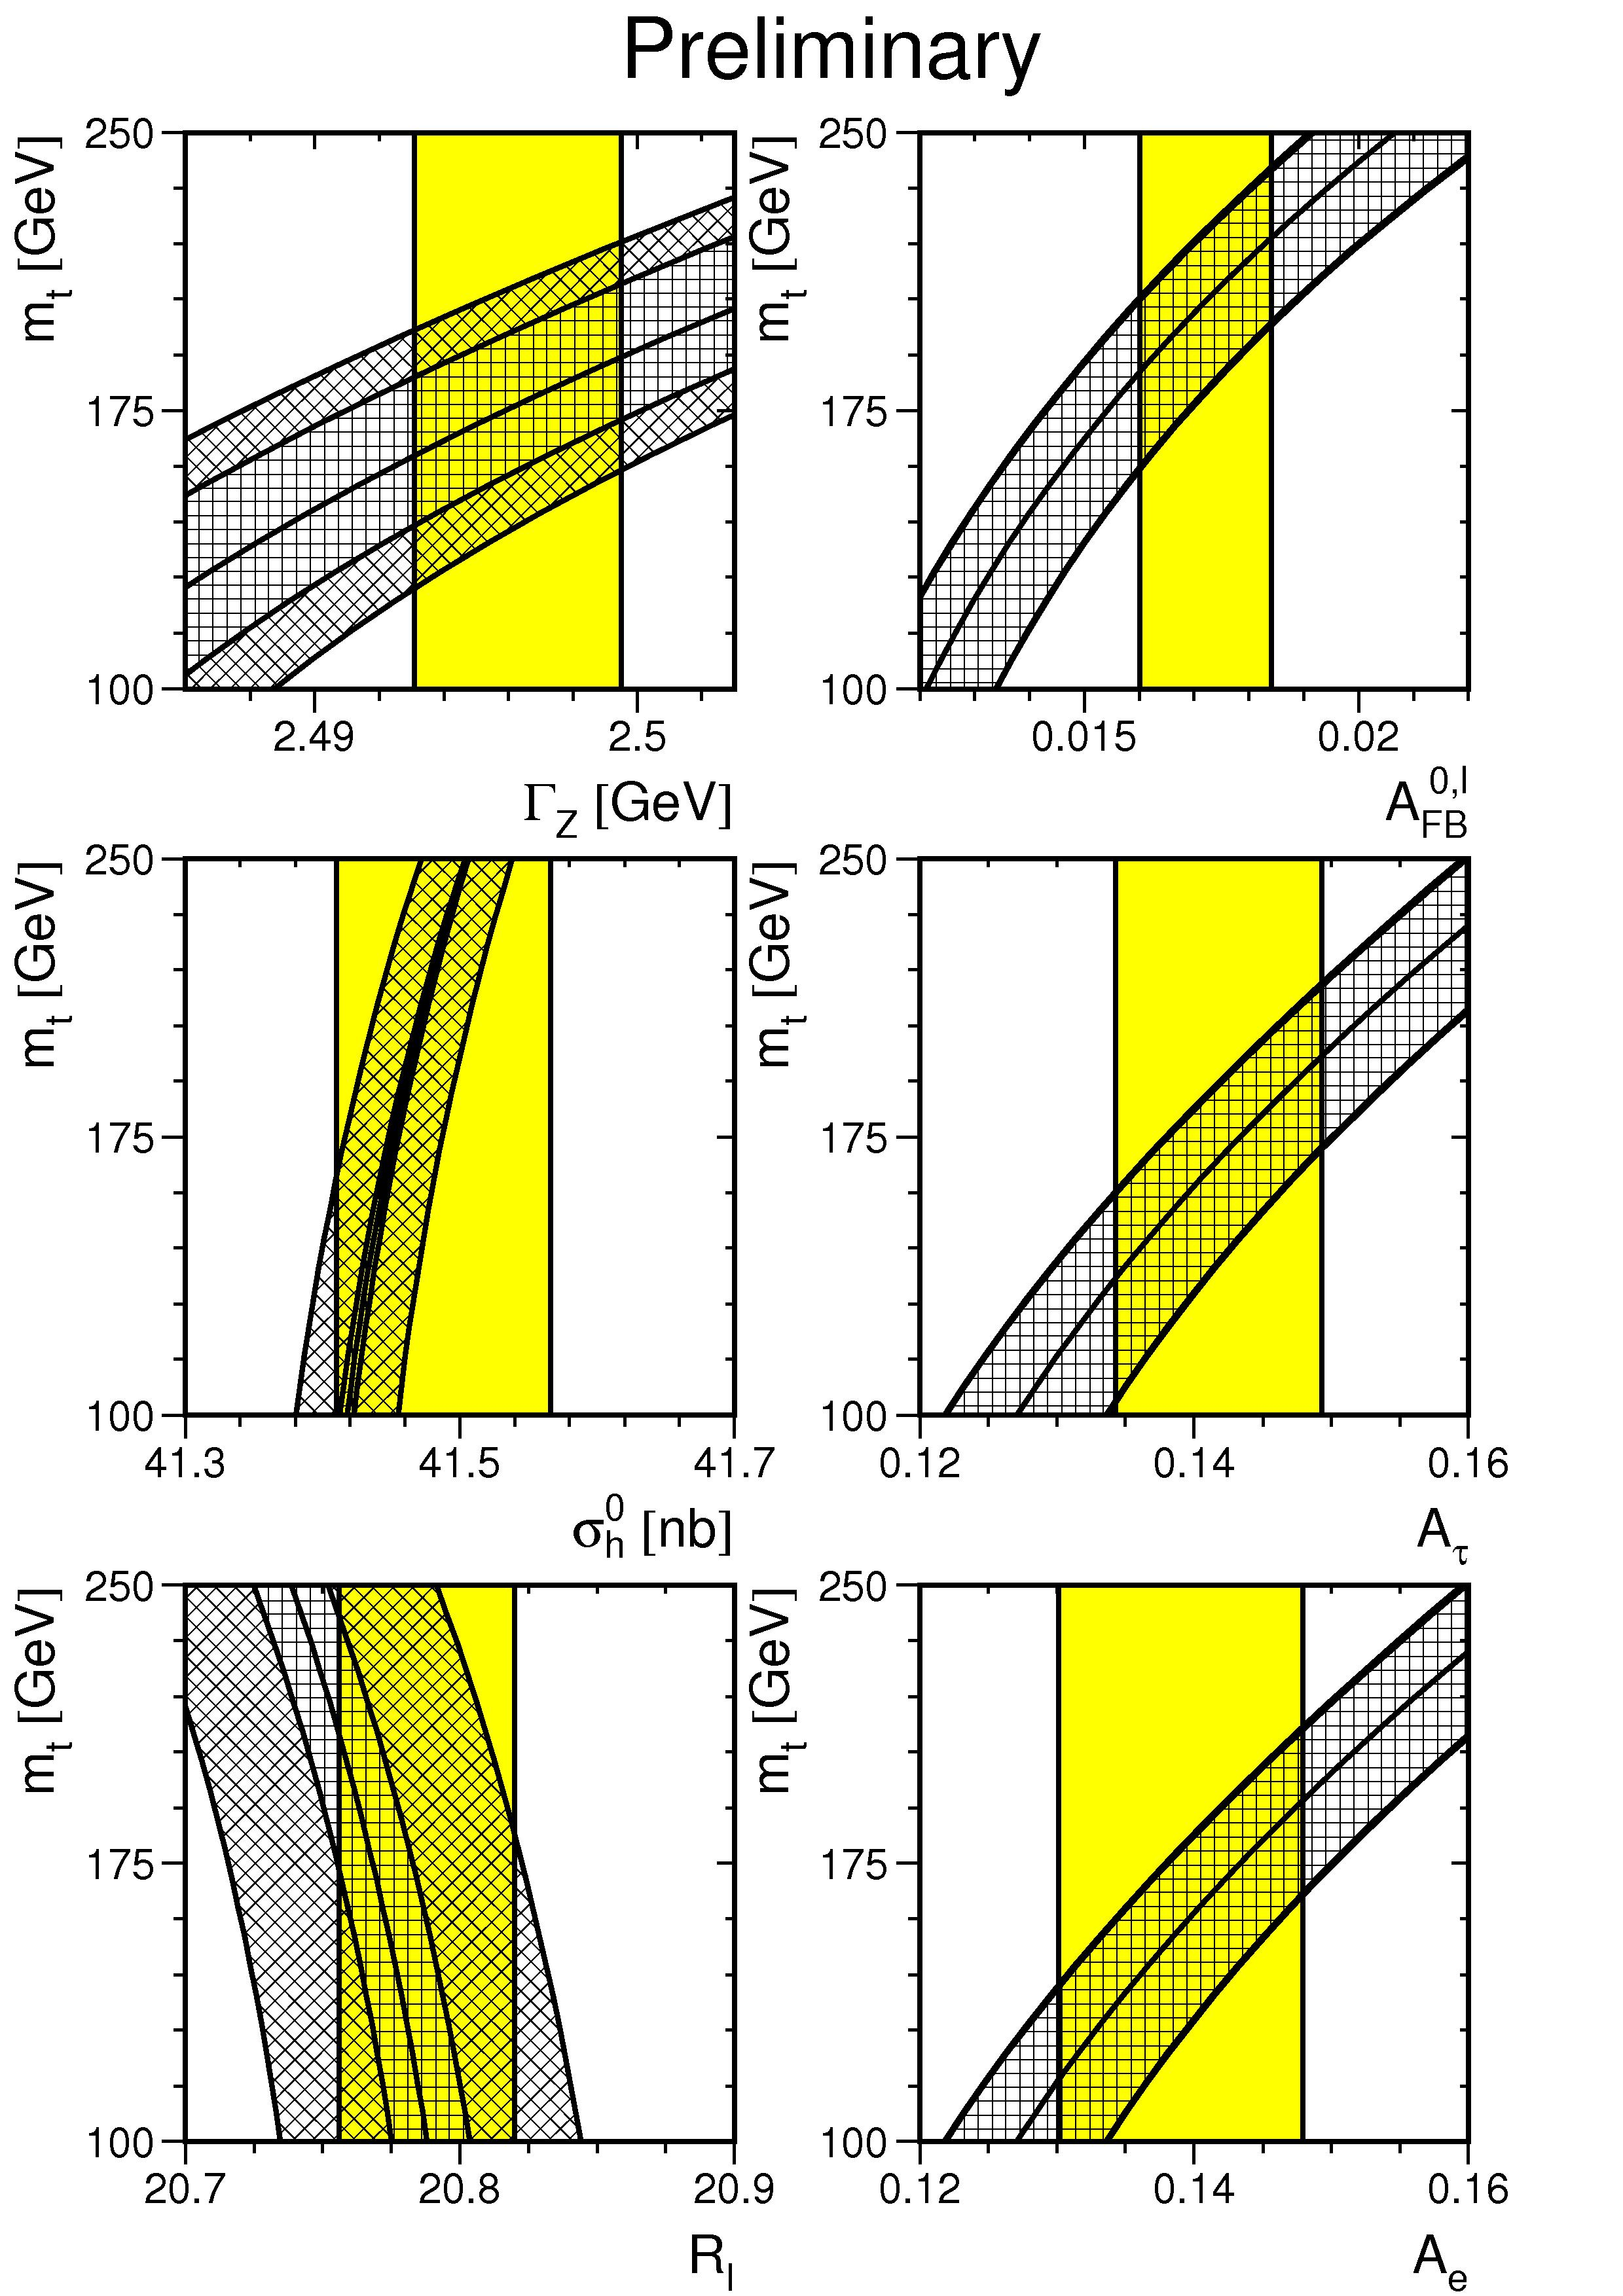 Preliminary
m_t [GeV]
250
175
100
2.49 2.5
Γ_Z [GeV]
m_t [GeV]
250
175
100
0.015 0.02
A_FB^0,l
m_t [GeV]
250
175
100
41.3 41.5 41.7
σ_h^0 [nb]
m_t [GeV]
250
175
100
0.12 0.14 0.16
A_τ
m_t [GeV]
250
175
100
20.7 20.8 20.9
R_l
m_t [GeV]
250
175
100
0.12 0.14 0.16
A_e